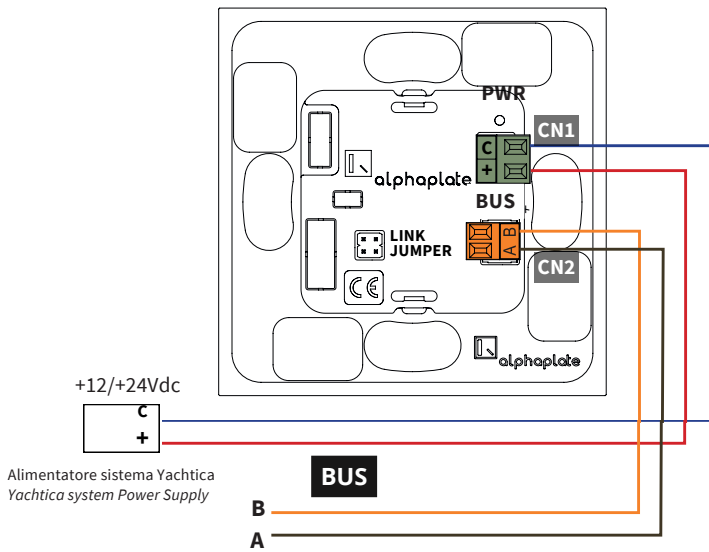 PWR
CN1
C
+
alphaplate
BUS
B
A
LINK
JUMPER
CN2
CE
alphaplate
+12/+24Vdc
C
+
Alimentatore sistema Yachtica
Yachtica system Power Supply
BUS
B
A